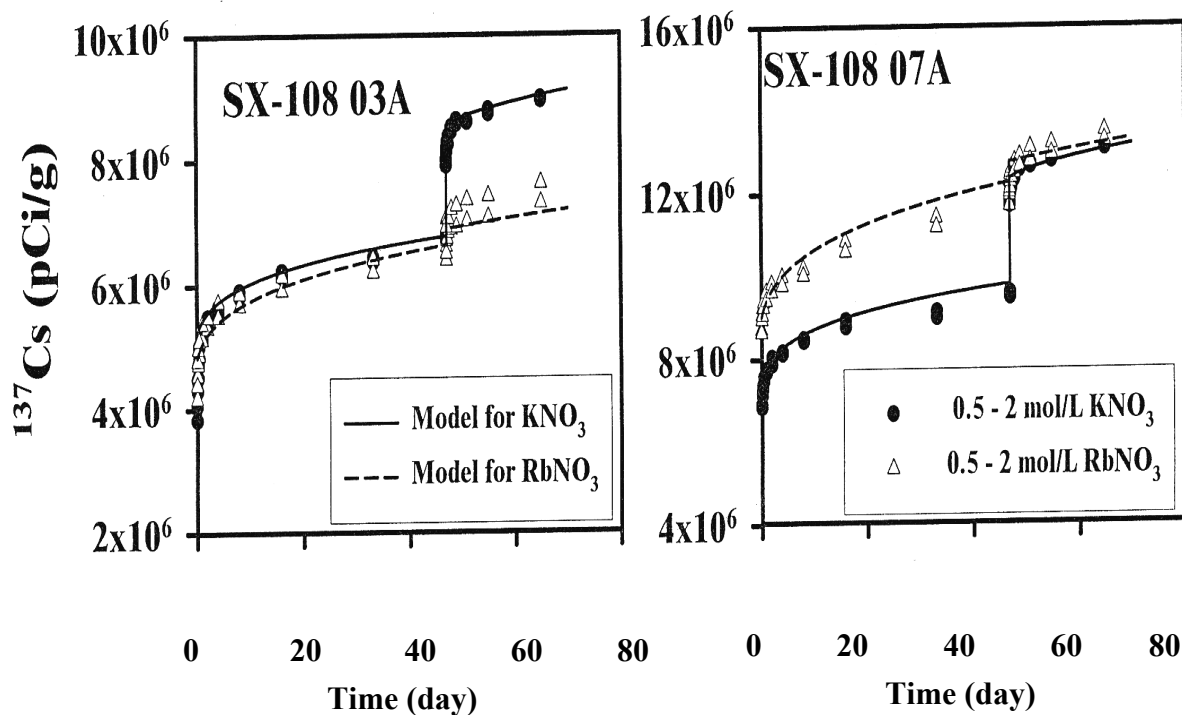 ¹³⁷Cs (pCi/g)
10x10⁶
8x10⁶
6x10⁶
4x10⁶
2x10⁶
SX-108 03A
Model for KNO₃
Model for RbNO₃
0 20 40 60 80
Time (day)
16x10⁶
12x10⁶
8x10⁶
4x10⁶
SX-108 07A
0.5 - 2 mol/L KNO₃
0.5 - 2 mol/L RbNO₃
0 20 40 60 80
Time (day)